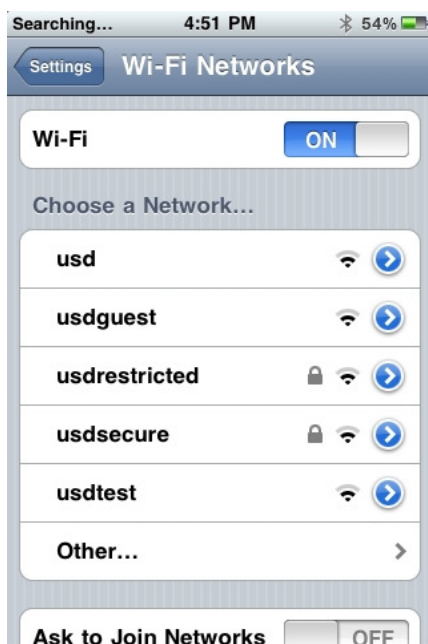 Searching... 4:51 PM 54%
Settings Wi-Fi Networks
Wi-Fi ON
Choose a Network...
usd
usdguest
usdrestricted
usdsecure
usdtest
Other...
Ask to Join Networks OFF